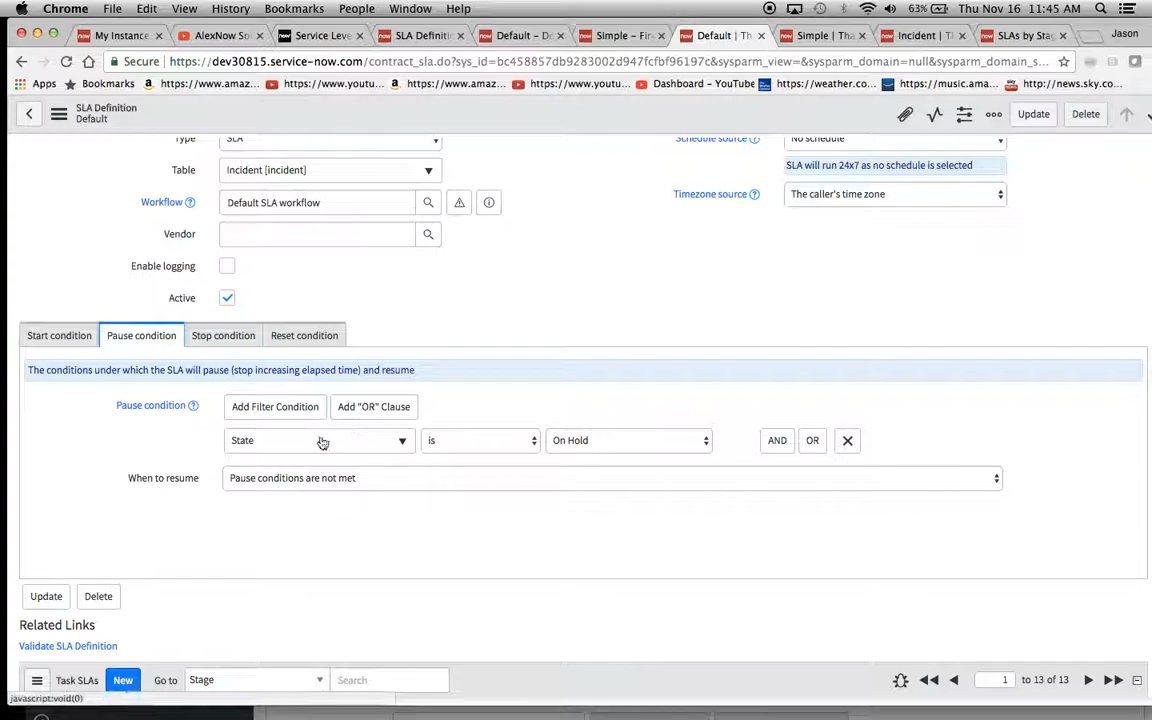 Chrome File Edit View History Bookmarks People Window Help 63% Thu Nov 16 11:45 AM
My Instance AlexNow So SLA Definiti Default – Do Simple – Fir Default | Th Simple | Tha Incident | Th SLAs by Stag Jason
Service Leve
Secure https://dev30815.service-now.com/contract_sla.do?sys_id=bc458857db9283002d947fcfbf96197c&sysparm_view=&sysparm_domain=null&sysparm_domain_s...
Apps Bookmarks https://www.amaz... https://www.youtu... https://www.amaz... https://www.youtu... Dashboard - YouTube https://weather.co... https://music.ama... http://news.sky.co...
SLA Definition
Default
Update Delete
Type SLA Schedule source No schedule
SLA will run 24x7 as no schedule is selected
Table Incident [incident]
Timezone source The caller's time zone
Workflow Default SLA workflow
Vendor
Enable logging
Active
Start condition Pause condition Stop condition Reset condition
The conditions under which the SLA will pause (stop increasing elapsed time) and resume
Pause condition Add Filter Condition Add "OR" Clause
State is On Hold AND OR
When to resume Pause conditions are not met
Update Delete
Related Links
Validate SLA Definition
Task SLAs New Go to Stage Search 1 to 13 of 13
javascript:void(0)